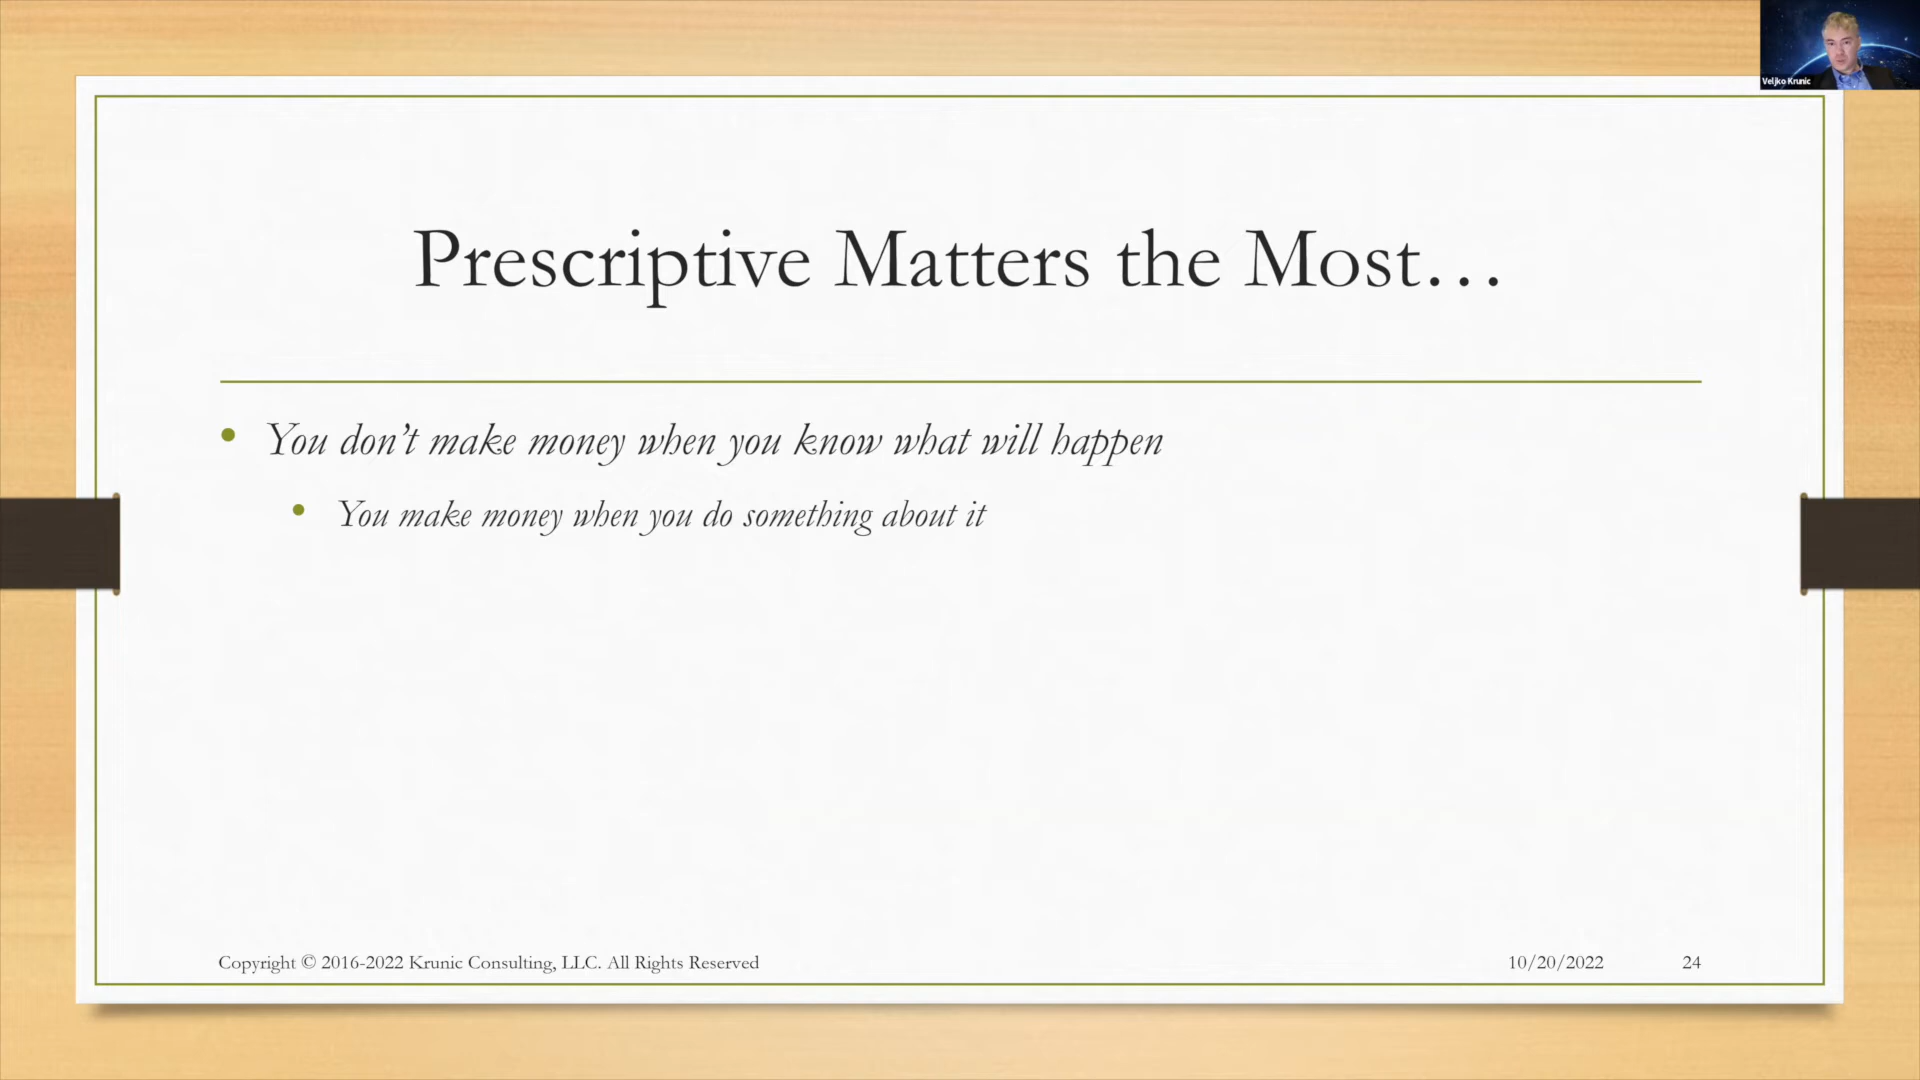 Veljko Krunic
Prescriptive Matters the Most…
• You don’t make money when you know what will happen
• You make money when you do something about it
Copyright © 2016-2022 Krunic Consulting, LLC. All Rights Reserved
10/20/2022
24